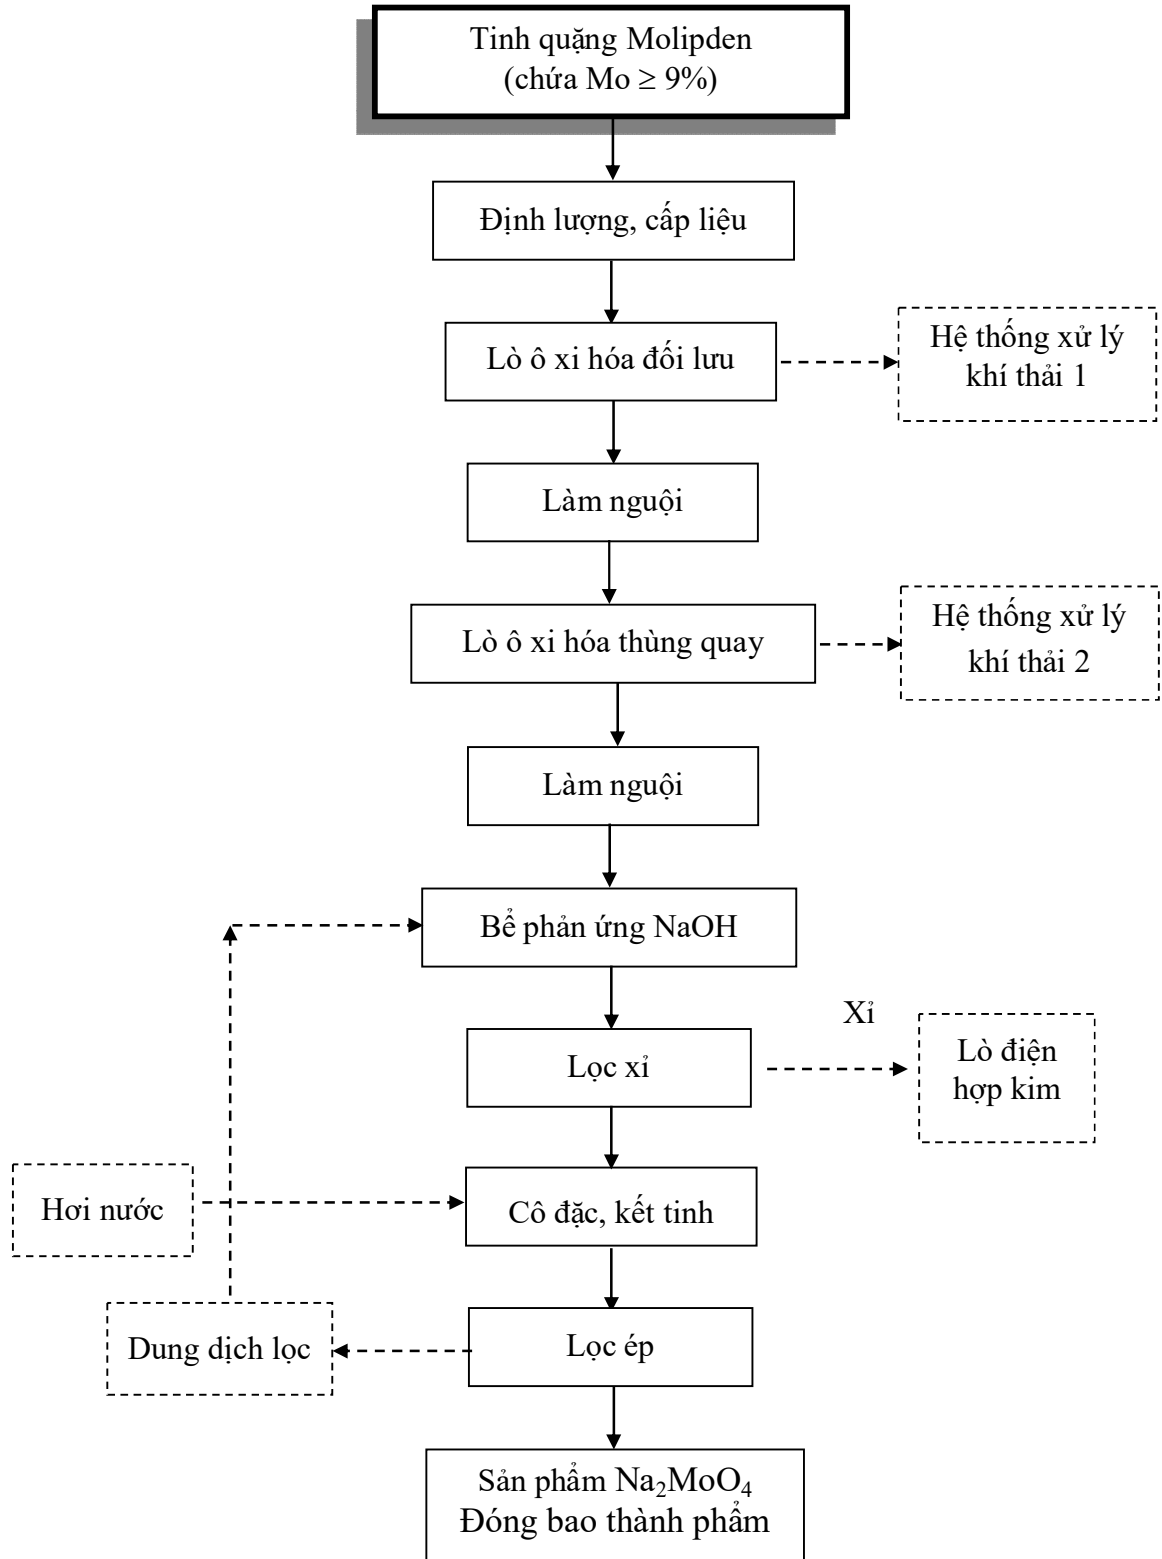 Tinh quặng Molipden
(chứa Mo ≥ 9%)
Định lượng, cấp liệu
Lò ô xi hóa đối lưu
Hệ thống xử lý
khí thải 1
Làm nguội
Lò ô xi hóa thùng quay
Hệ thống xử lý
khí thải 2
Làm nguội
Bể phản ứng NaOH
Lọc xỉ
Xỉ
Lò điện
hợp kim
Hơi nước
Cô đặc, kết tinh
Dung dịch lọc
Lọc ép
Sản phẩm Na₂MoO₄
Đóng bao thành phẩm